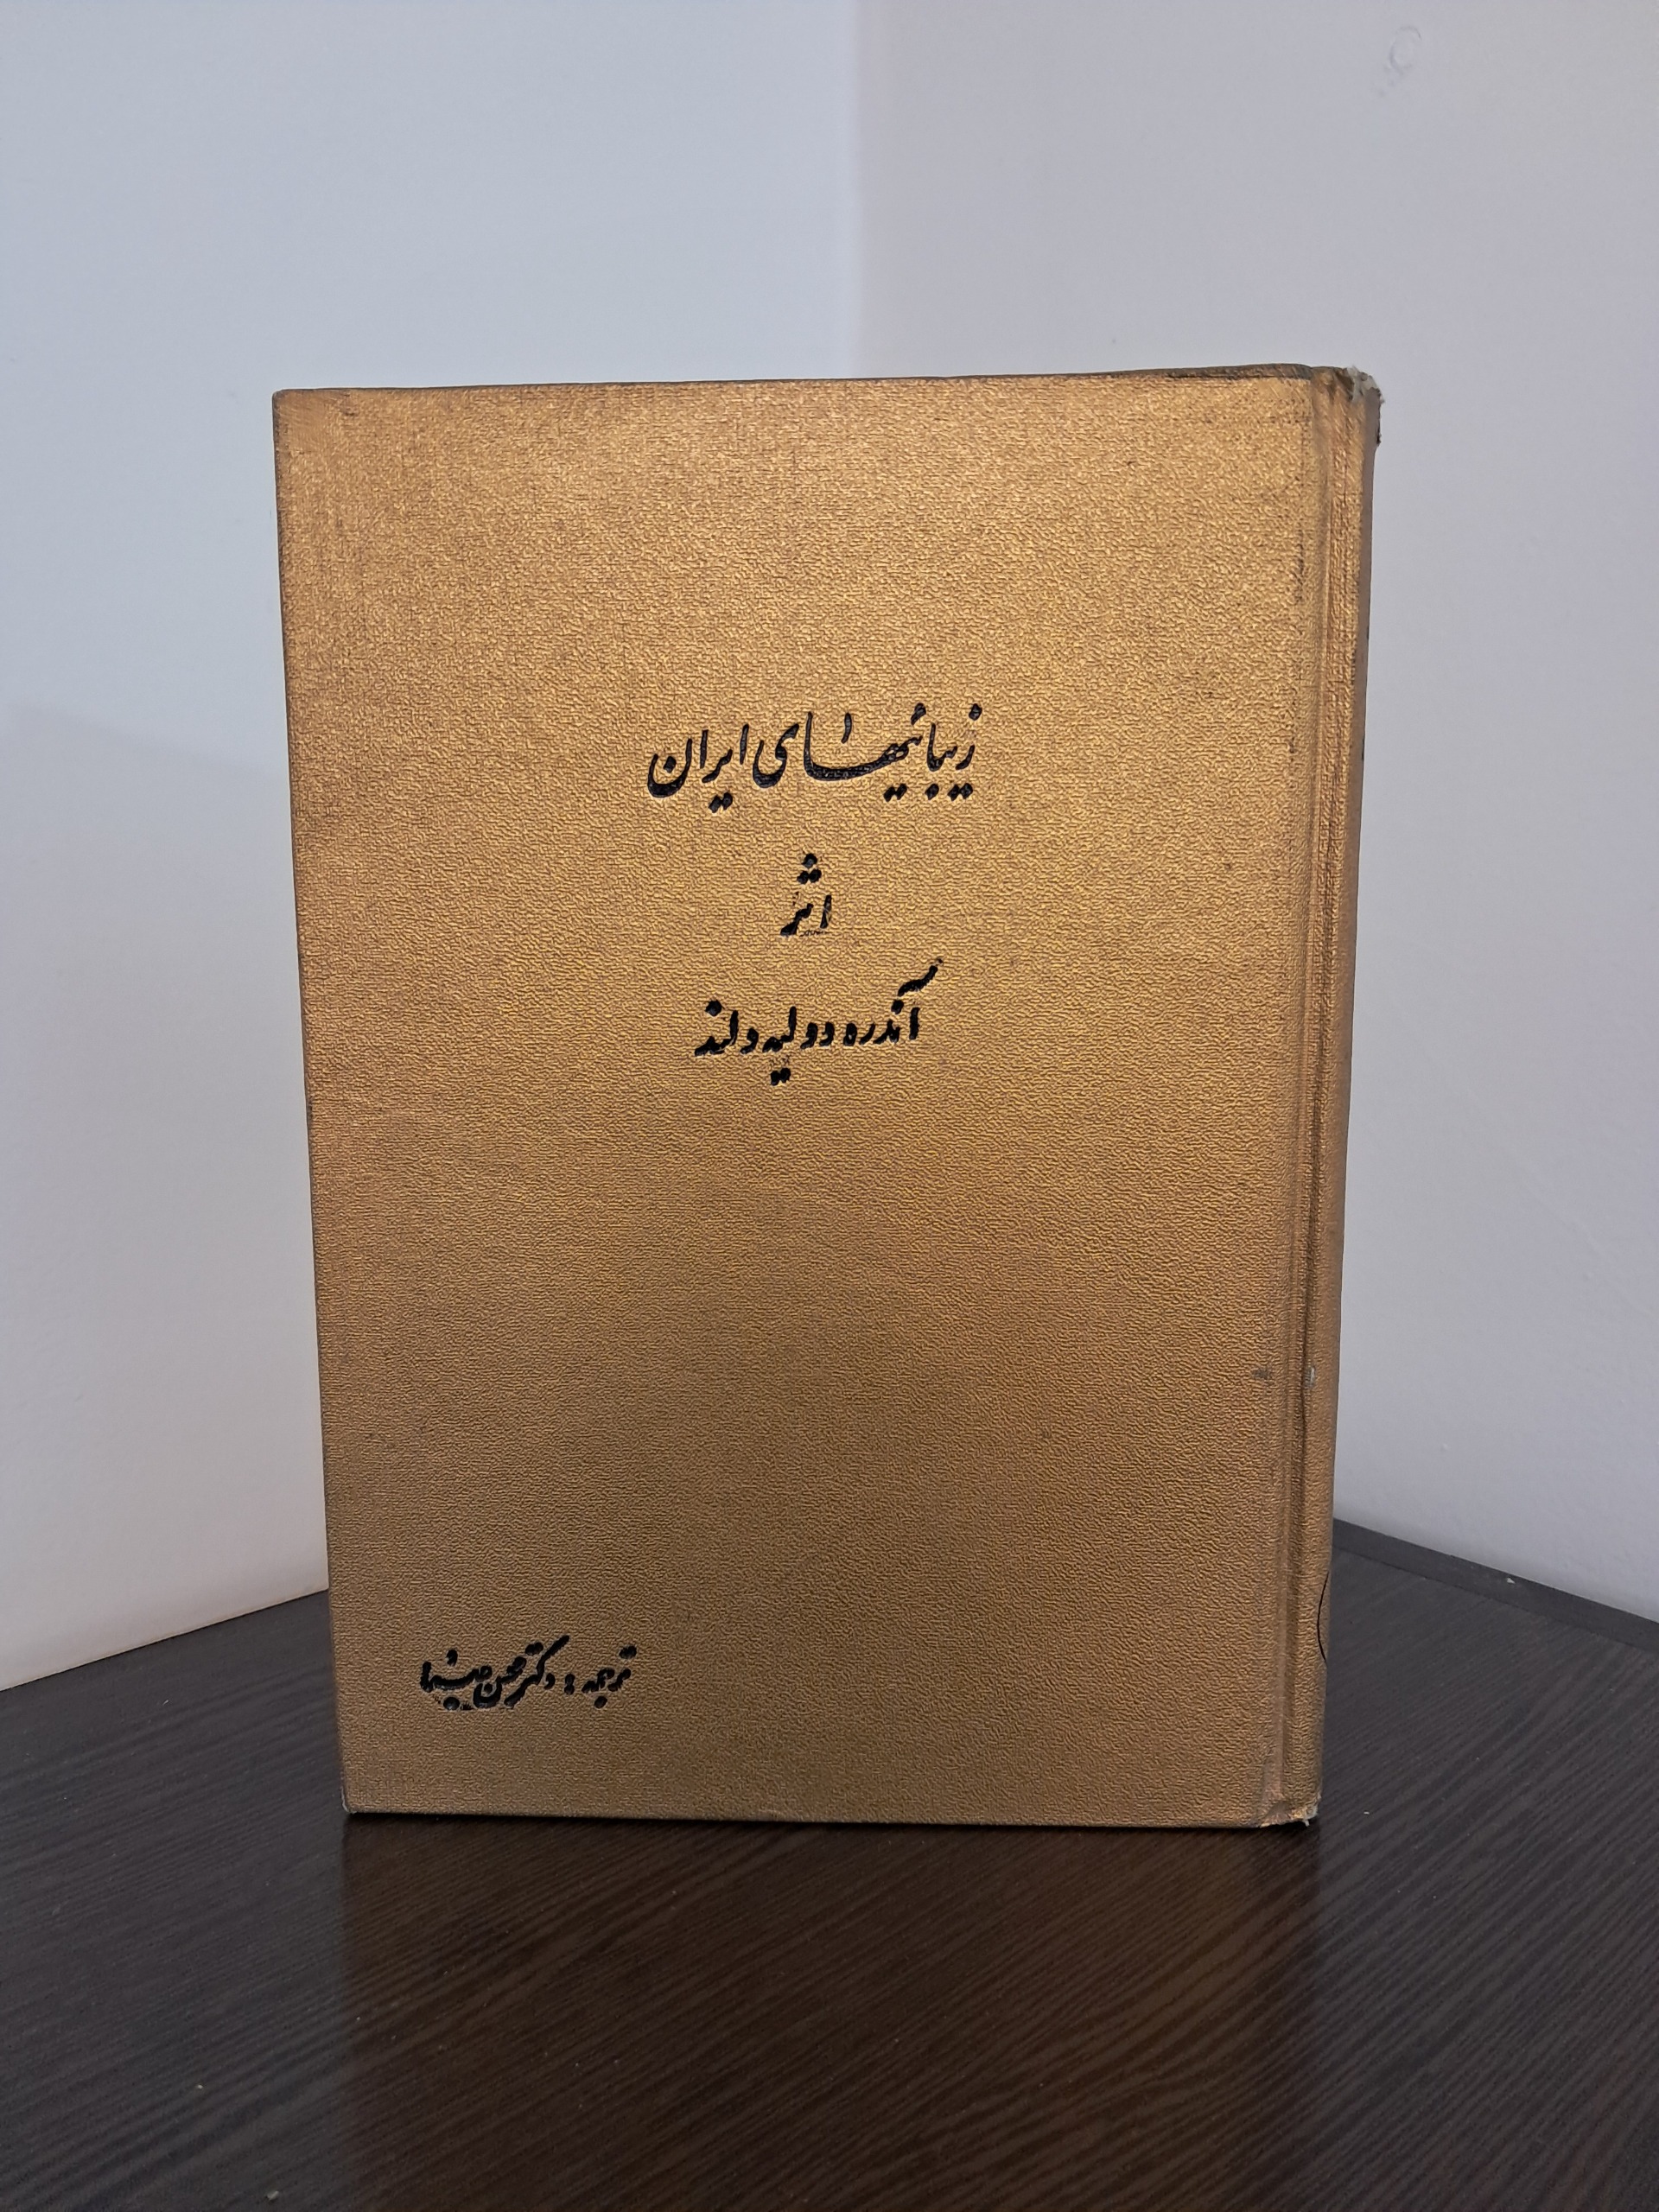 زیبائیهای ایران
اثر
آندره دولیه دلند
ترجمه : دکتر محسن صبا